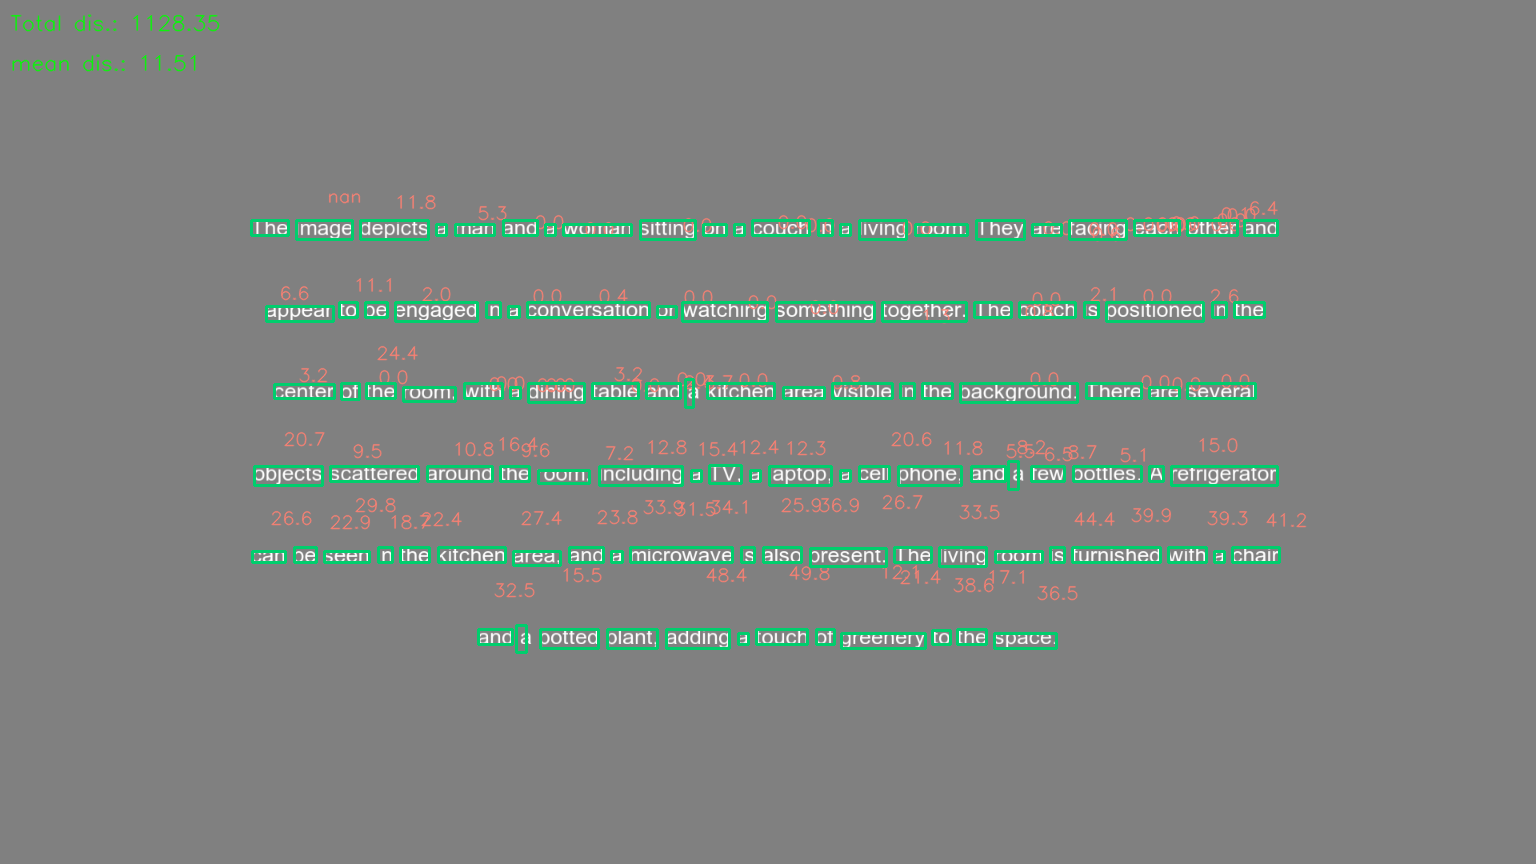 Total dis.: 1128.35
mean dis.: 11.51
nan 11.8 5.3 0.0 6.4
The image depicts a man and a woman sitting on a couch in a living room. They are facing each other and
6.6 11.1 2.0 0.0 0.4 0.0 0.0 2.1 0.0 2.6
appear to be engaged in a conversation or watching something together. The couch is positioned in the
24.4
3.2 0.0 3.2 0.0 0.8 0.0 0.0 0.0
center of the room, with a dining table and a kitchen area visible in the background. There are several
20.7 9.5 10.8 16.4 9.6 7.2 12.8 15.4 12.4 12.3 20.6 11.8 8.2 6.5 8.7 5.1 15.0
objects scattered around the room, including a TV, a laptop, a cell phone, and a few bottles. A refrigerator
26.6 22.9 29.8 18.7 22.4 27.4 23.8 33.9 31.5 34.1 25.9 36.9 26.7 33.5 44.4 39.9 39.3 41.2
can be seen in the kitchen area, and a microwave is also present. The living room is furnished with a chair
32.5 15.5 48.4 49.8 12.1 21.4 38.6 17.1 36.5
and a potted plant, adding a touch of greenery to the space.